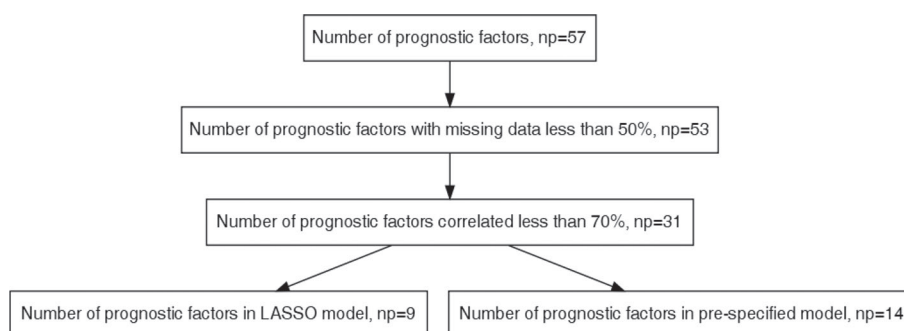 Number of prognostic factors, np=57
Number of prognostic factors with missing data less than 50%, np=53
Number of prognostic factors correlated less than 70%, np=31
Number of prognostic factors in LASSO model, np=9
Number of prognostic factors in pre-specified model, np=14